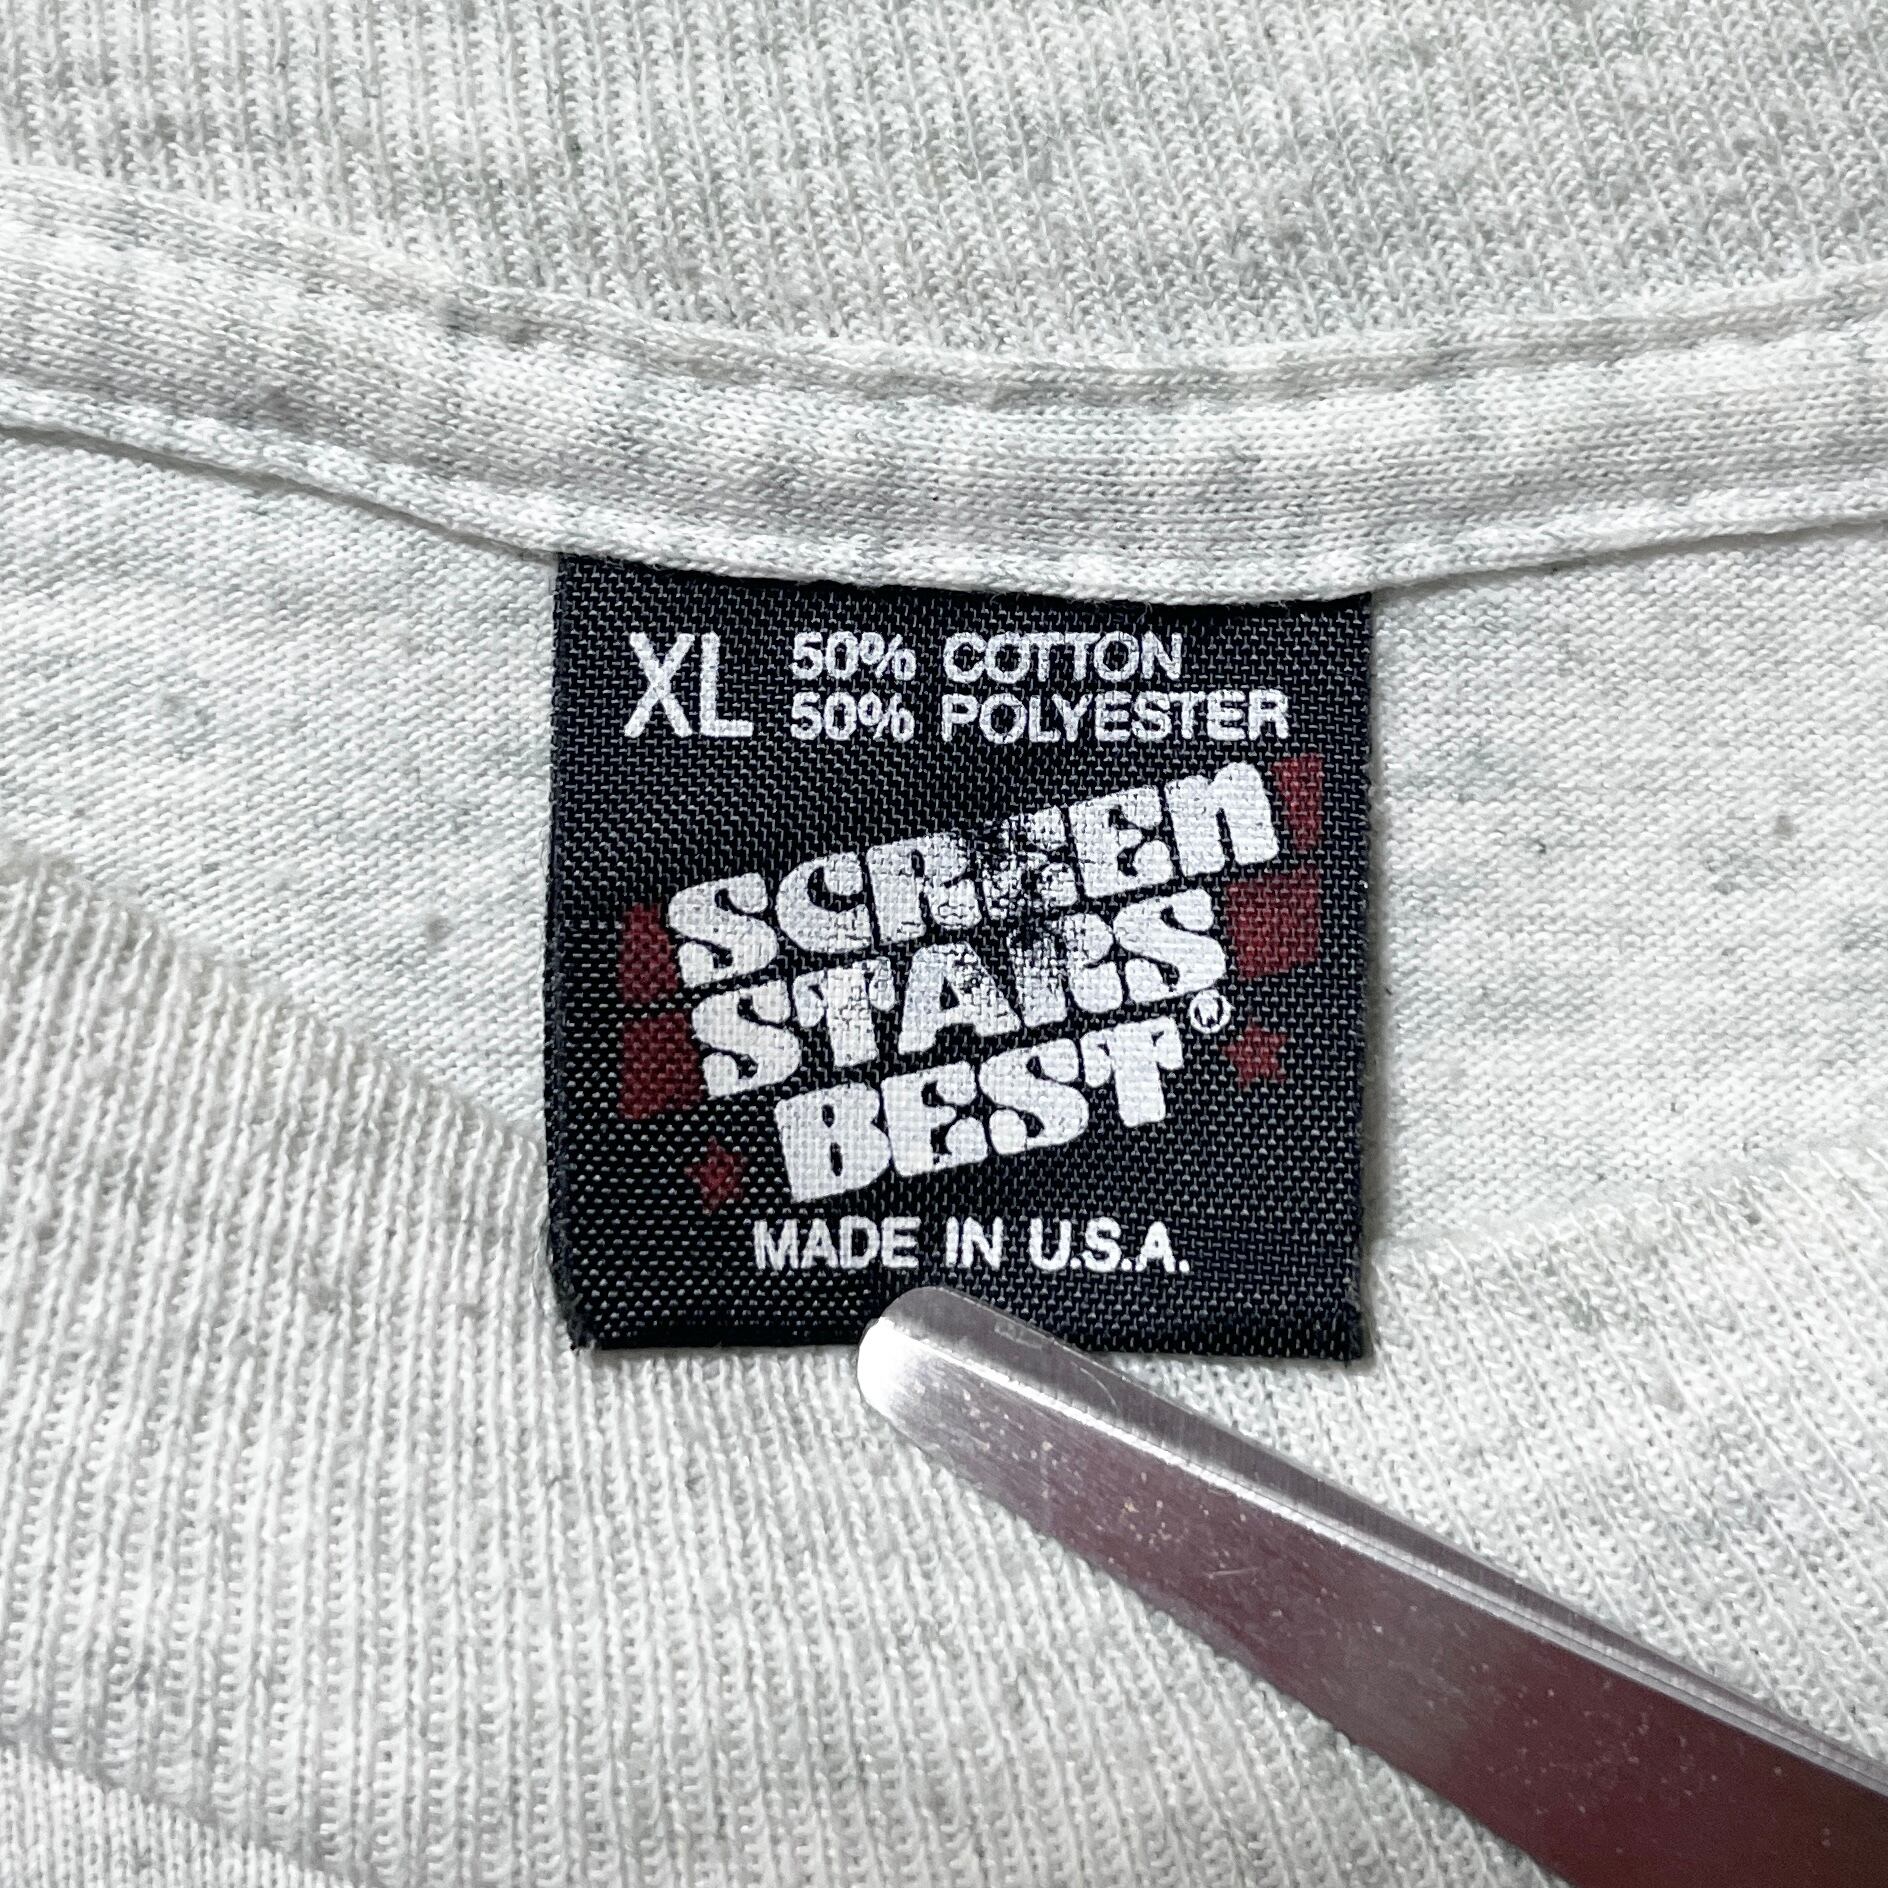 XL 50% COTTON
50% POLYESTER
SCREEN
STARS
BEST®
MADE IN U.S.A.